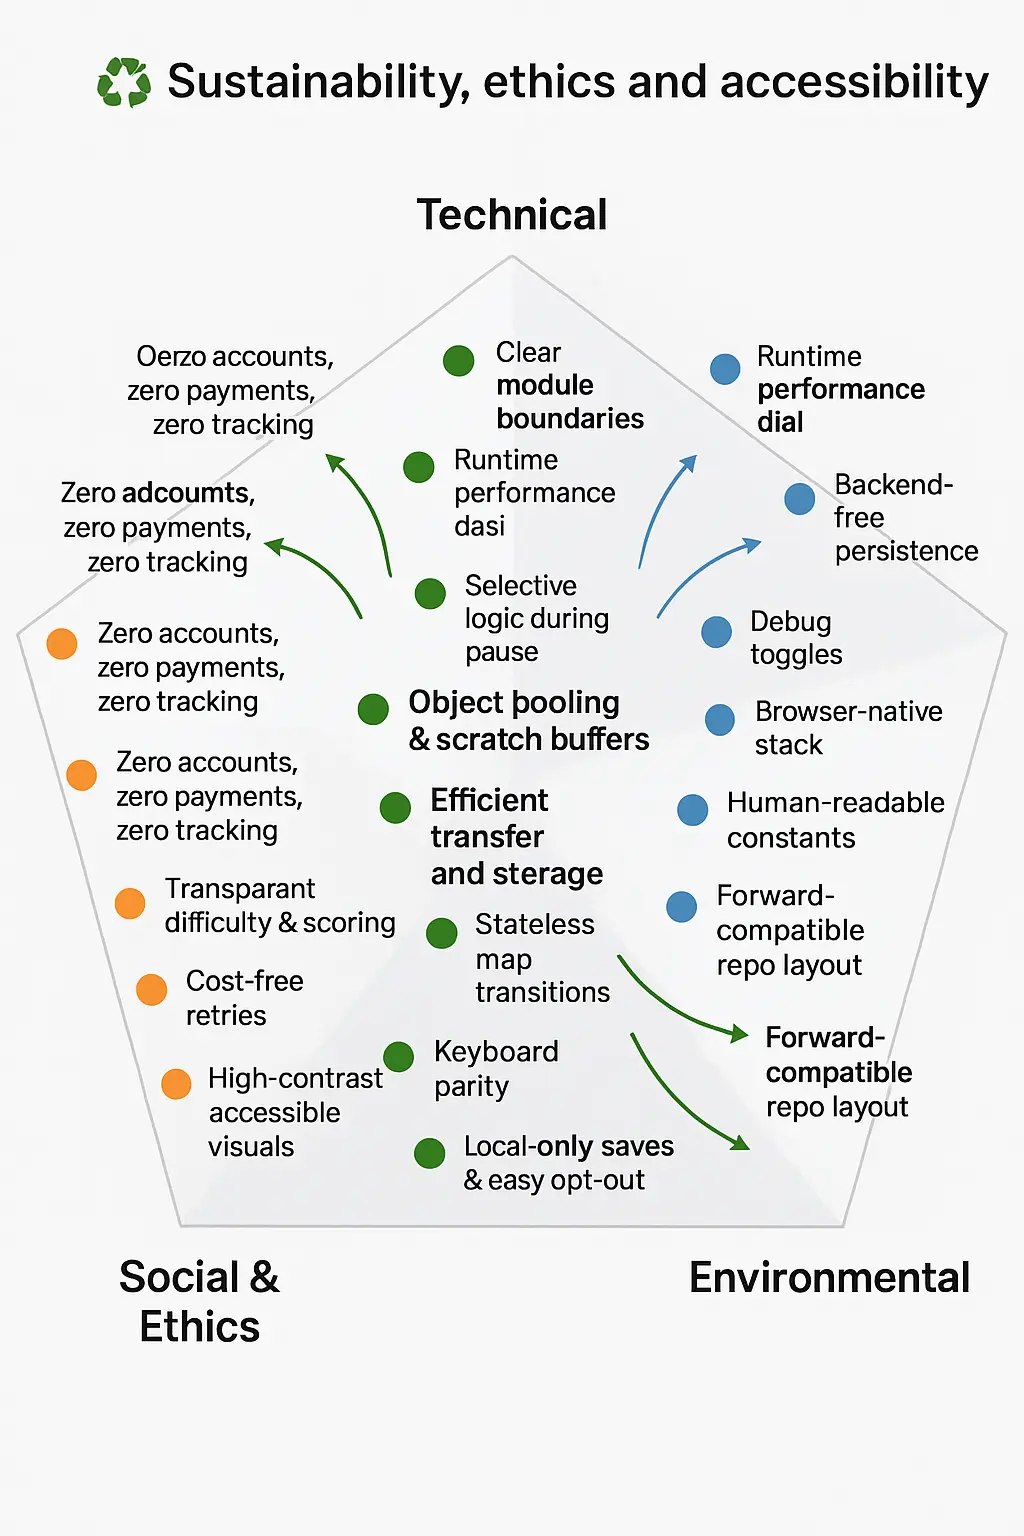 Sustainability, ethics and accessibility
Technical
Oerzo accounts,
zero payments,
zero tracking
Zero adcoumts,
zero payments,
zero tracking
Zero accounts,
zero payments,
zero tracking
Zero accounts,
zero payments,
zero tracking
Transparant
difficulty & scoring
Cost-free
retries
High-contrast
accessible
visuals
Clear
module
boundaries
Runtime
performance
dasi
Selective
logic during
pause
Object pooling
& scratch buffers
Efficient
transfer
and storage
Stateless
map
transitions
Keyboard
parity
Local-only saves
& easy opt-out
Runtime
performance
dial
Backend-
free
persistence
Debug
toggles
Browser-native
stack
Human-readable
constants
Forward-
compatible
repo layout
Forward-
compatible
repo layout
Social &
Ethics
Environmental